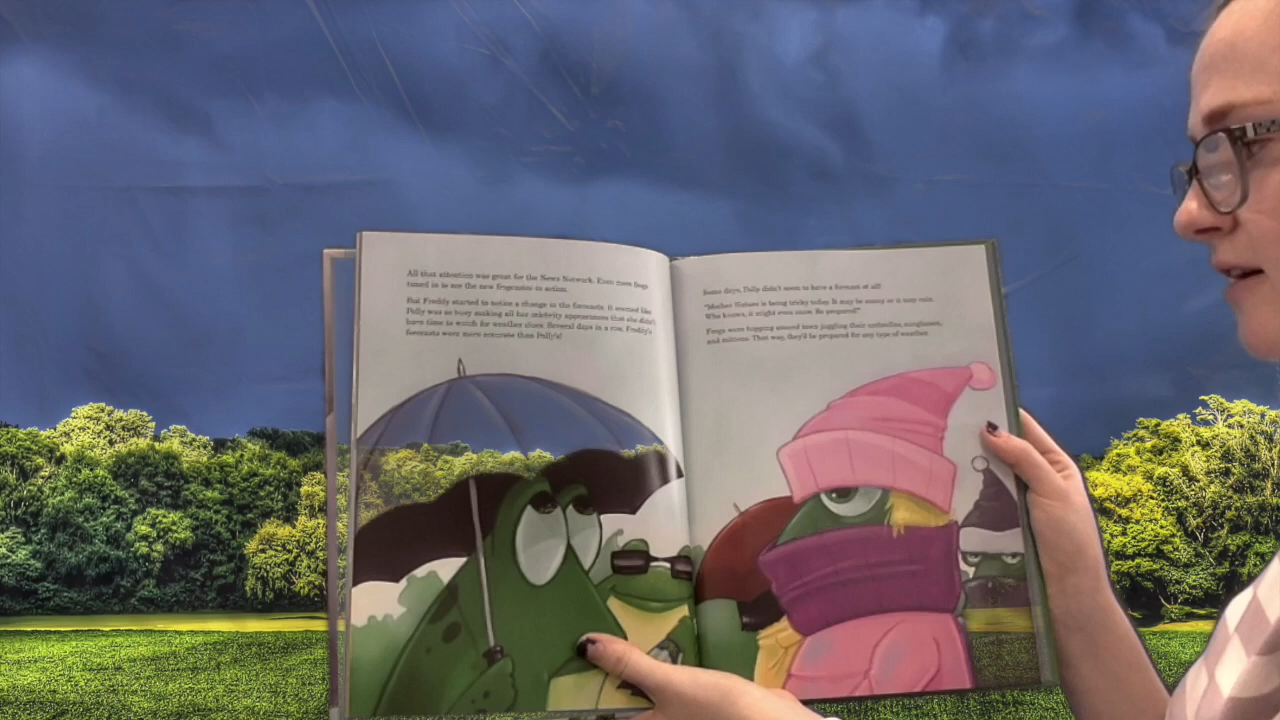 All that attention was great for the News Network. Even more frogs
tuned in to see the new frogcaster in action.
But Freddy started to notice a change in the forecasts. It seemed like
Polly was so busy making all her celebrity appearances that she didn't
have time to watch for weather clues. Several days in a row, Freddy's
forecasts were more accurate than Polly's!
Some days, Polly didn't seem to have a forecast at all!
"Mother Nature is being tricky today. It may be sunny or it may rain.
Who knows, it might even snow. Be prepared!"
Frogs were hopping around town juggling their umbrellas, sunglasses,
and mittens. That way, they'd be prepared for any type of weather.